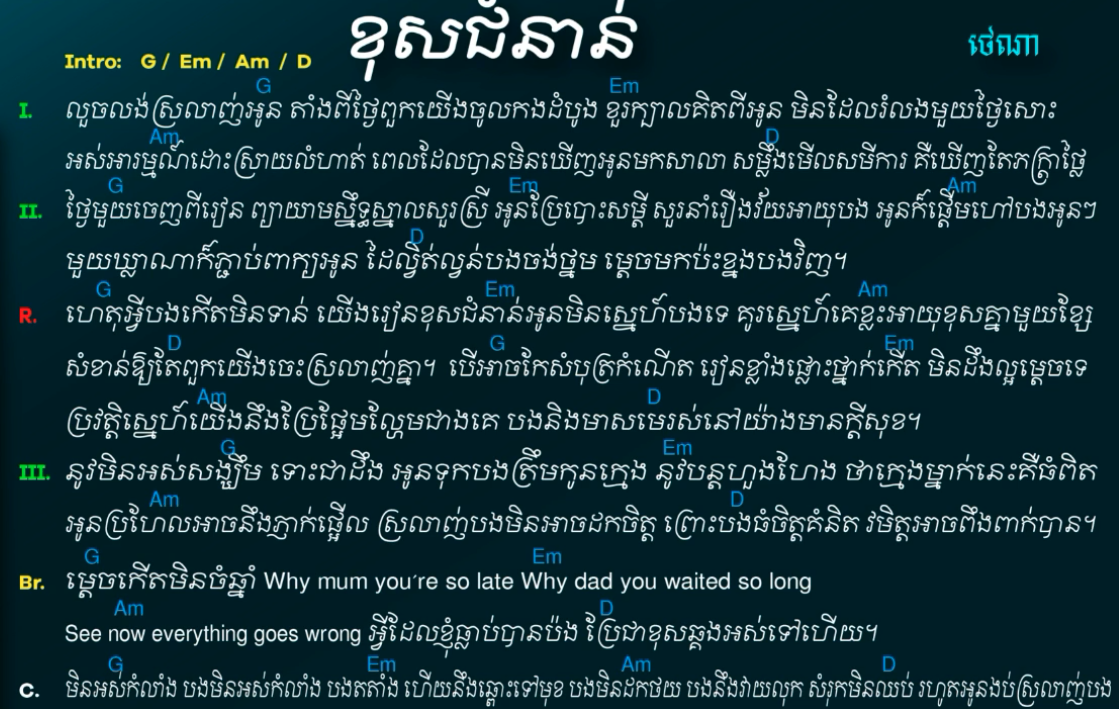 ខុសជំនាន់
ថេណា
Intro: G / Em / Am / D
G Em
I. លួចលង់ស្រលាញ់អូន តាំងពីថ្ងៃពួកយើងចូលកងដំបូង ខួរក្បាលគិតពីអូន មិនដែលរំលងមួយថ្ងៃសោះ
Am D
អស់អារម្មណ៍ដោះស្រាយលំហាត់ ពេលដែលបានមិនឃើញអូនមកសាលា សម្លឹងមើលសមីការ គឺឃើញតែភក្ត្រាថ្លៃ
G Em Am
II. ថ្ងៃមួយចេញពីរៀន ព្យាយាមស្និទ្ធស្នាលសួរស្រី អូនប្រែបោះសម្ដី សួរនាំរឿងវ័យអាយុបង អូនក៏ផ្ដើមហៅបងអូនៗ
D
មួយឃ្លាណាក៏ភ្ជាប់ពាក្យអូន ដៃល្វិត់ល្វន់បងចង់ថ្នម ម្ដេចមកប៉ះខ្នងបងវិញ។
G Em Am
R. ហេតុអ្វីបងកើតមិនទាន់ យើងរៀនខុសជំនាន់អូនមិនស្នេហ៍បងទេ គូរស្នេហ៍គេខ្លះអាយុខុសគ្នាមួយខ្សែ
D G Em
សំខាន់ឱ្យតែពួកយើងចេះស្រលាញ់គ្នា។ បើអាចកែសំបុត្រកំណើត រៀនខ្លាំងផ្លោះថ្នាក់កើត មិនដឹងល្អម្ដេចទេ
Am D
ប្រវត្តិស្នេហ៍យើងនឹងប្រែផ្អែមល្ហែមជាងគេ បងនិងមាសមេរស់នៅយ៉ាងមានក្ដីសុខ។
G Em
III. នូវមិនអស់សង្ឃឹម ទោះជាដឹង អូនទុកបងត្រឹមកូនក្មេង នូវបន្តហួងហែង ថាក្មេងម្នាក់នេះគឺធំពិត
Am D
អូនប្រហែលអាចនឹងភ្ញាក់ផ្អើល ស្រលាញ់បងមិនអាចដកចិត្ត ព្រោះបងធំចិត្តគំនិត វមិត្តអាចពឹងពាក់បាន។
G Em
Br. ម្ដេចកើតមិនចំឆ្នាំ Why mum you're so late Why dad you waited so long
Am D
See now everything goes wrong អ្វីដែលខ្ញុំធ្លាប់បានប៉ង ប្រែជាខុសឆ្គងអស់ទៅហើយ។
G Em Am D
C. មិនអស់កំលាំង បងមិនអស់កំលាំង បងតតាំង ហើយនឹងឆ្ពោះទៅមុខ បងមិនដកថយ បងនឹងវាយលុក សំរុកមិនឈប់ រហូតអូនងប់ស្រលាញ់បង